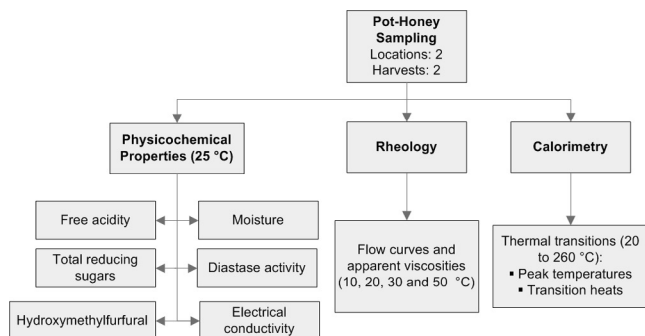 Pot-Honey
Sampling
Locations: 2
Harvests: 2
Physicochemical
Properties (25 °C)
Rheology
Calorimetry
Free acidity
Moisture
Total reducing
sugars
Diastase activity
Hydroxymethylfurfural
Electrical
conductivity
Flow curves and
apparent viscosities
(10, 20, 30 and 50 °C)
Thermal transitions (20
to 260 °C):
▪ Peak temperatures
▪ Transition heats